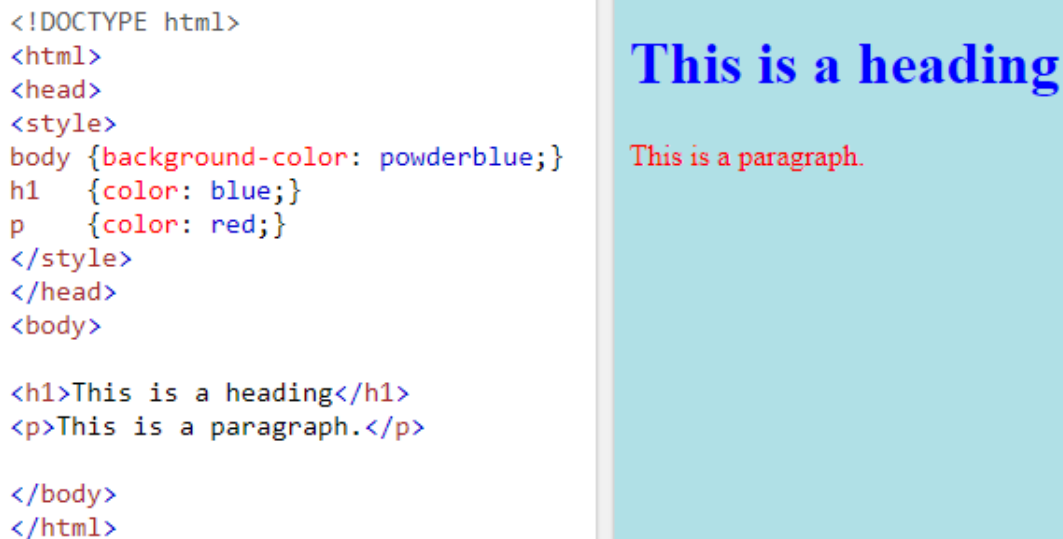 <!DOCTYPE html>
<html>
<head>
<style>
body {background-color: powderblue;}
h1   {color: blue;}
p    {color: red;}
</style>
</head>
<body>
<h1>This is a heading</h1>
<p>This is a paragraph.</p>
</body>
</html>
This is a heading
This is a paragraph.